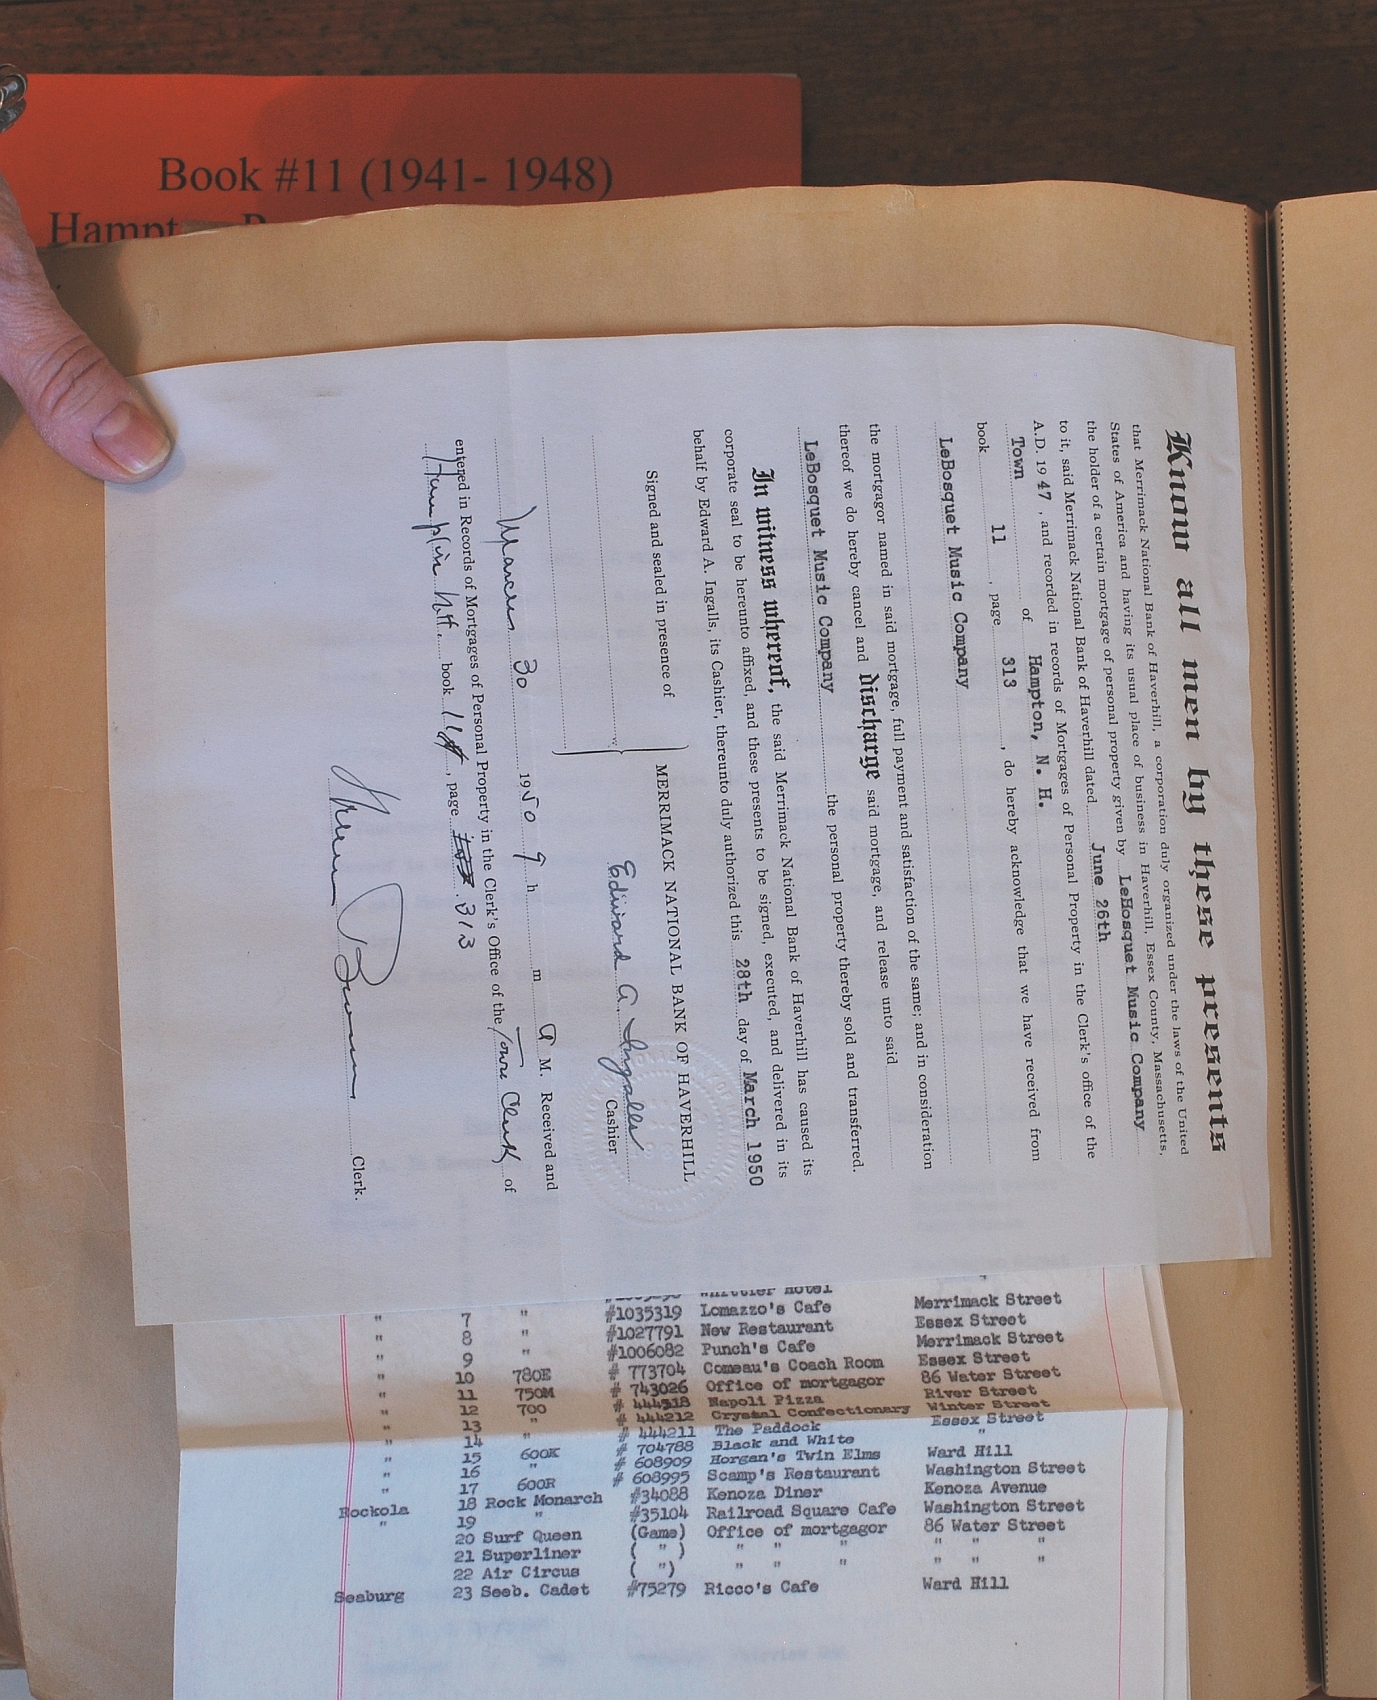 Book #11 (1941- 1948)
Hampt
Know all men by these presents
that Merrimack National Bank of Haverhill, a corporation duly organized under the laws of the United
States of America and having its usual place of business in Haverhill, Essex County, Massachusetts,
the holder of a certain mortgage of personal property given by LeBosquet Music Company
to it, said Merrimack National Bank of Haverhill dated June 26th
A.D. 1947, and recorded in records of Mortgages of Personal Property in the Clerk's office of the
Town of Hampton, N. H.
book 11, page 313, do hereby acknowledge that we have received from
LeBosquet Music Company
the mortgagor named in said mortgage, full payment and satisfaction of the same; and in consideration
thereof we do hereby cancel and discharge said mortgage, and release unto said
LeBosquet Music Company the personal property thereby sold and transferred.
In witness whereof, the said Merrimack National Bank of Haverhill has caused its
corporate seal to be hereunto affixed, and these presents to be signed, executed, and delivered in its
behalf by Edward A. Ingalls, its Cashier, thereunto duly authorized this 28th day of March 1950
Signed and sealed in presence of
MERRIMACK NATIONAL BANK OF HAVERHILL
Edward A. Ingalls
Cashier
March 30 1950 9 h m A M. Received and
entered in Records of Mortgages of Personal Property in the Clerk's Office of the Town Clerk of
Hampton N.H. book 11, page 313
Clerk.
Whittier Hotel "
" 7 " #1035319 Lomazzo's Cafe Merrimack Street
" 8 " #1027791 New Restaurant Essex Street
" 9 " #1006082 Punch's Cafe Merrimack Street
" 10 780E # 773704 Comeau's Coach Room Essex Street
" 11 750M # 743026 Office of mortgagor 86 Water Street
" 12 700 # 444518 Napoli Pizza River Street
" 13 " # 444212 Crystal Confectionary Winter Street
" 14 " # 444211 The Paddock Essex Street
" 15 600K # 704788 Black and White "
" 16 " # 608909 Horgan's Twin Elms Ward Hill
" 17 600R # 608995 Scamp's Restaurant Washington Street
Rockola 18 Rock Monarch #34088 Kenoza Diner Kenoza Avenue
" 19 " #35104 Railroad Square Cafe Washington Street
20 Surf Queen (Game) Office of mortgagor 86 Water Street
21 Superliner ( " ) " " " " " "
22 Air Circus ( " ) " " " " " "
Seaburg 23 Seeb. Cadet #75279 Ricco's Cafe Ward Hill